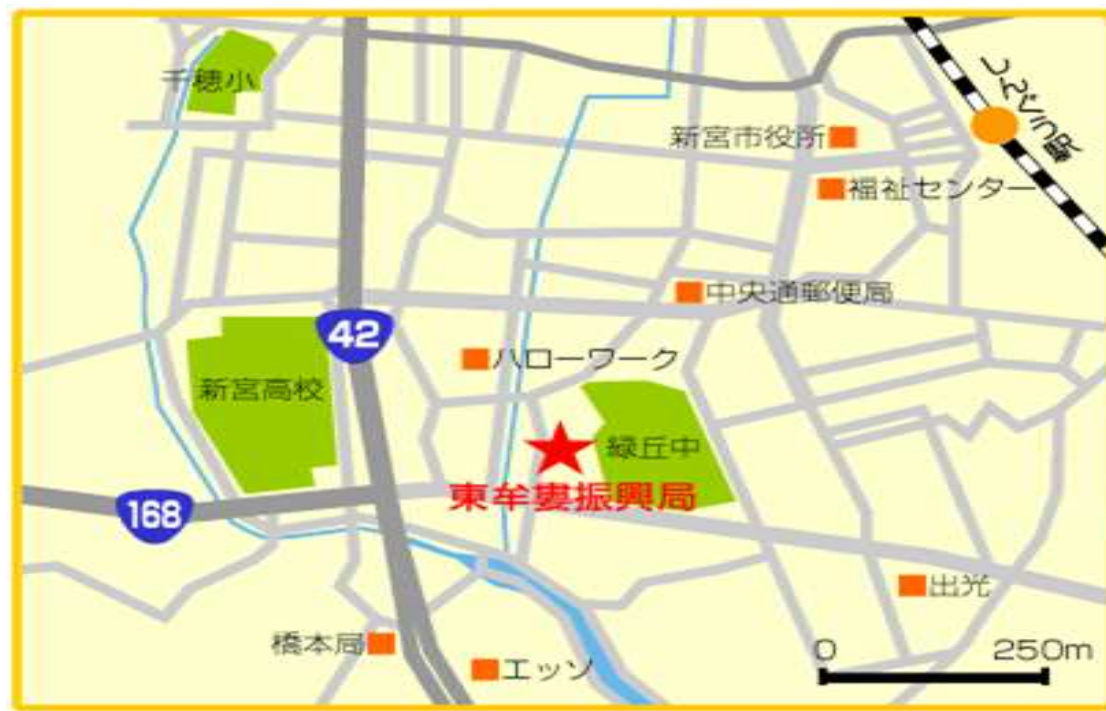 千穂小
しんぐう駅
新宮市役所
福祉センター
中央通郵便局
42
ハローワーク
新宮高校
緑丘中
東牟婁振興局
168
出光
橋本局
エッソ
0 250m